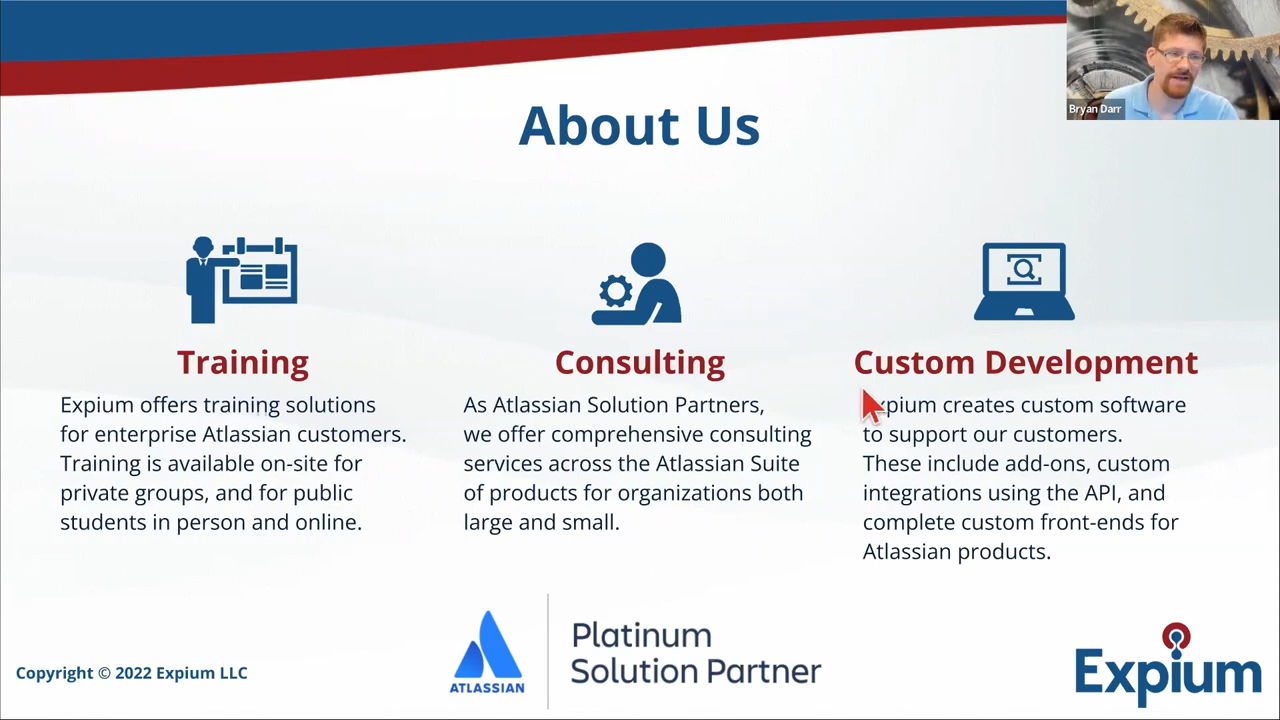 Bryan Darr
About Us
Training
Expium offers training solutions
for enterprise Atlassian customers.
Training is available on-site for
private groups, and for public
students in person and online.
Consulting
As Atlassian Solution Partners,
we offer comprehensive consulting
services across the Atlassian Suite
of products for organizations both
large and small.
Custom Development
Expium creates custom software
to support our customers.
These include add-ons, custom
integrations using the API, and
complete custom front-ends for
Atlassian products.
Copyright © 2022 Expium LLC
ATLASSIAN
Platinum
Solution Partner
Expium